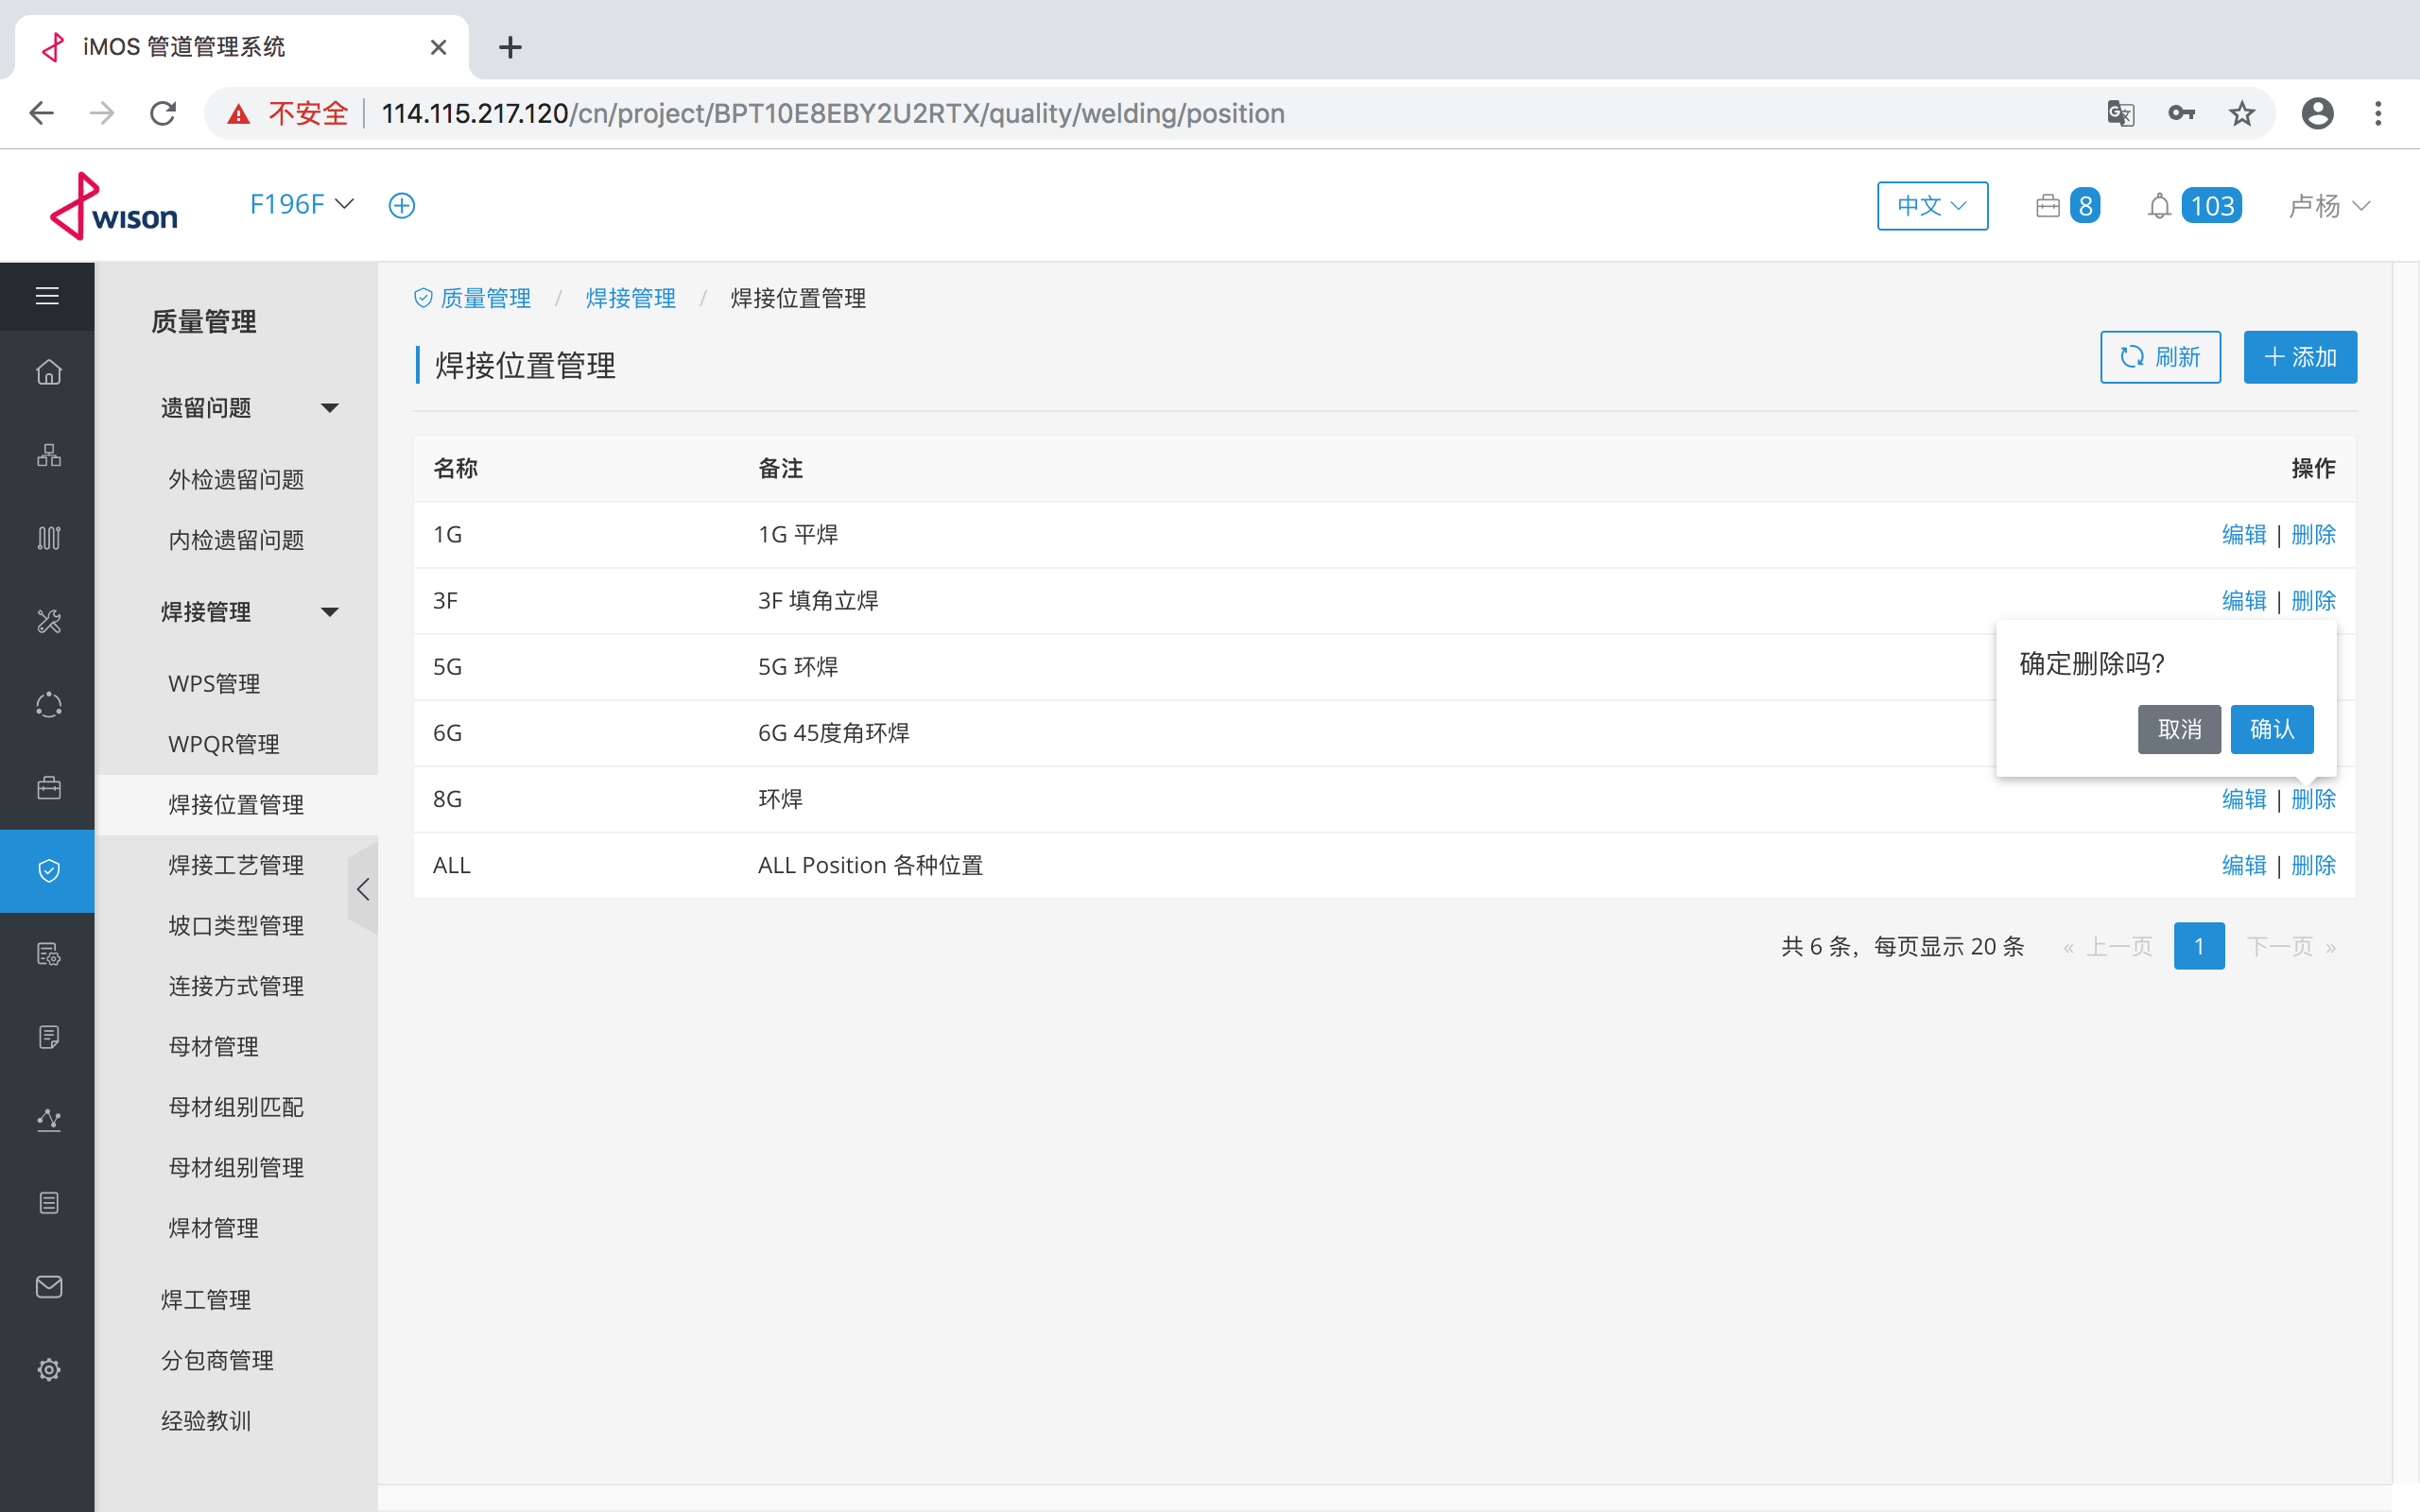 iMOS 管道管理系统
不安全 114.115.217.120/cn/project/BPT10E8EBY2U2RTX/quality/welding/position
wison
F196F
中文
8
103
卢杨
质量管理
遗留问题
外检遗留问题
内检遗留问题
焊接管理
WPS管理
WPQR管理
焊接位置管理
焊接工艺管理
坡口类型管理
连接方式管理
母材管理
母材组别匹配
母材组别管理
焊材管理
焊工管理
分包商管理
经验教训
质量管理 / 焊接管理 / 焊接位置管理
焊接位置管理
刷新
添加
名称 备注 操作
1G 1G 平焊 编辑 | 删除
3F 3F 填角立焊 编辑 | 删除
5G 5G 环焊
6G 6G 45度角环焊
确定删除吗?
取消 确认
8G 环焊 编辑 | 删除
ALL ALL Position 各种位置 编辑 | 删除
共 6 条，每页显示 20 条 « 上一页 1 下一页 »